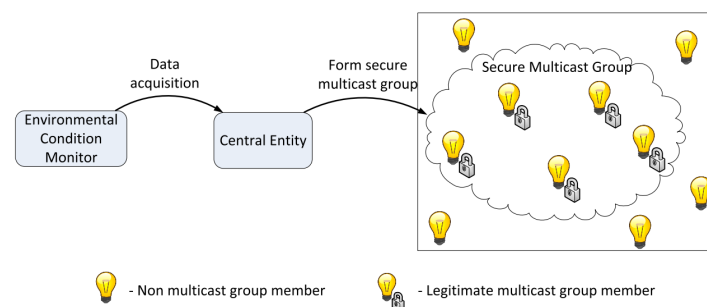 Data
acquisition
Form secure
multicast group
Secure Multicast Group
Environmental
Condition
Monitor
Central Entity
- Non multicast group member
- Legitimate multicast group member